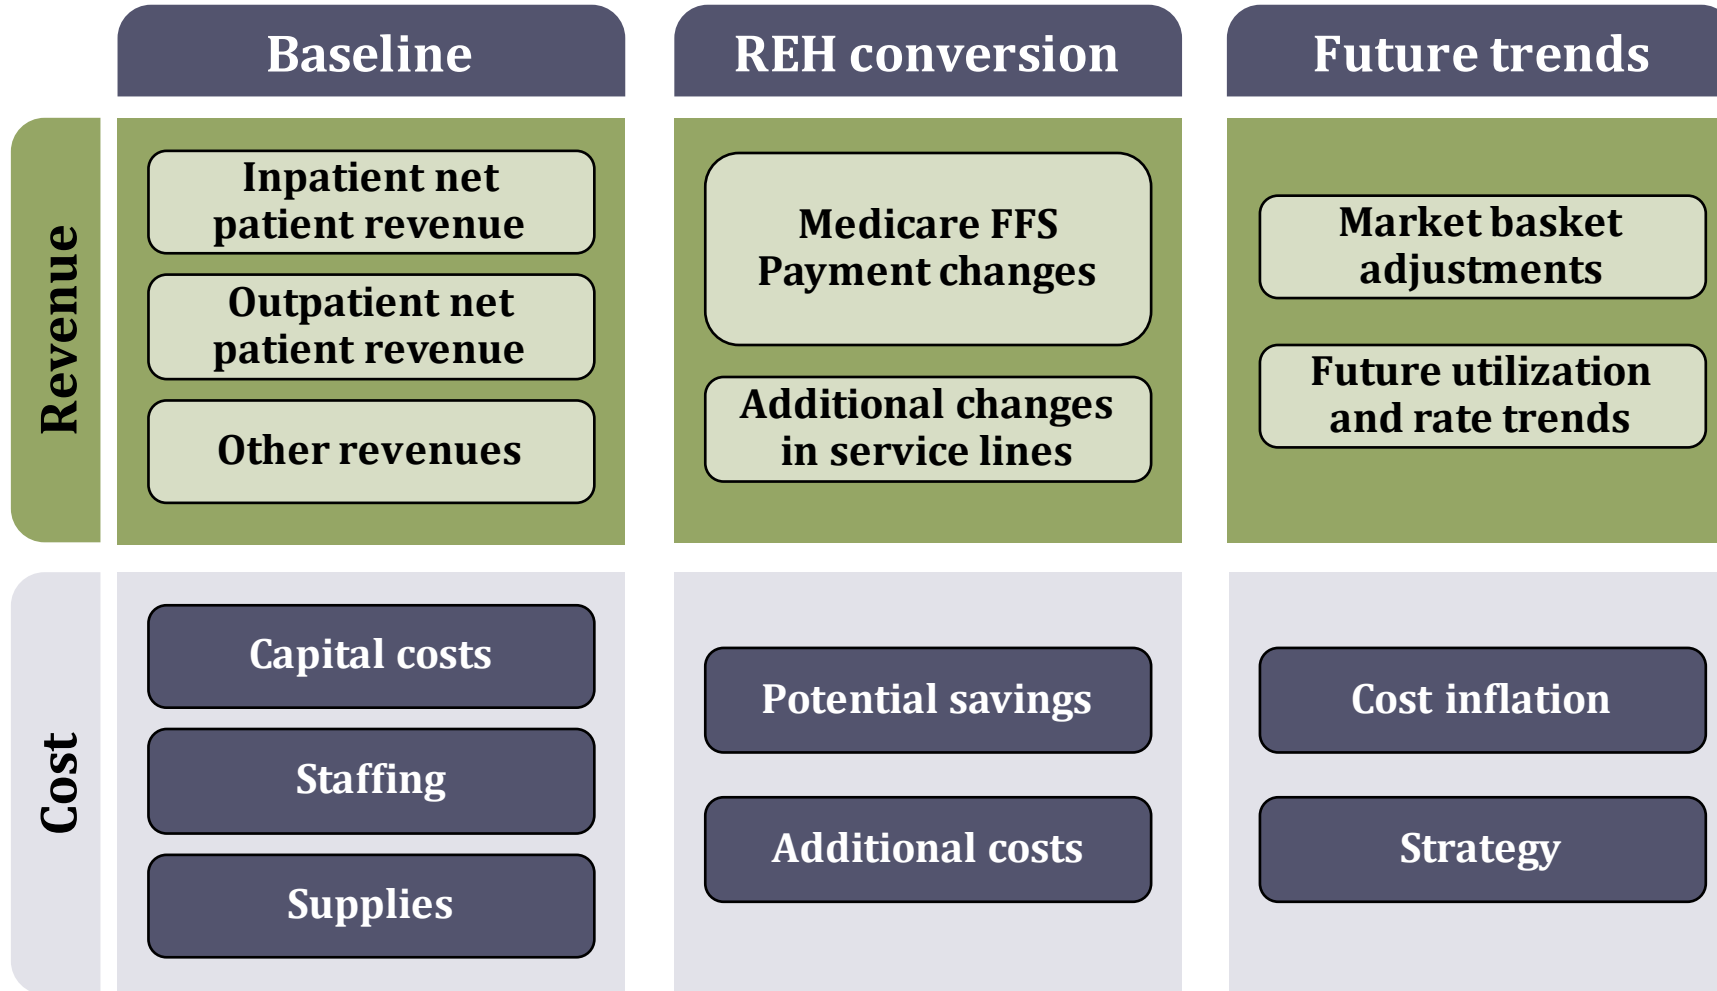 Baseline
REH conversion
Future trends
Revenue
Inpatient net
patient revenue
Outpatient net
patient revenue
Other revenues
Medicare FFS
Payment changes
Additional changes
in service lines
Market basket
adjustments
Future utilization
and rate trends
Cost
Capital costs
Staffing
Supplies
Potential savings
Additional costs
Cost inflation
Strategy